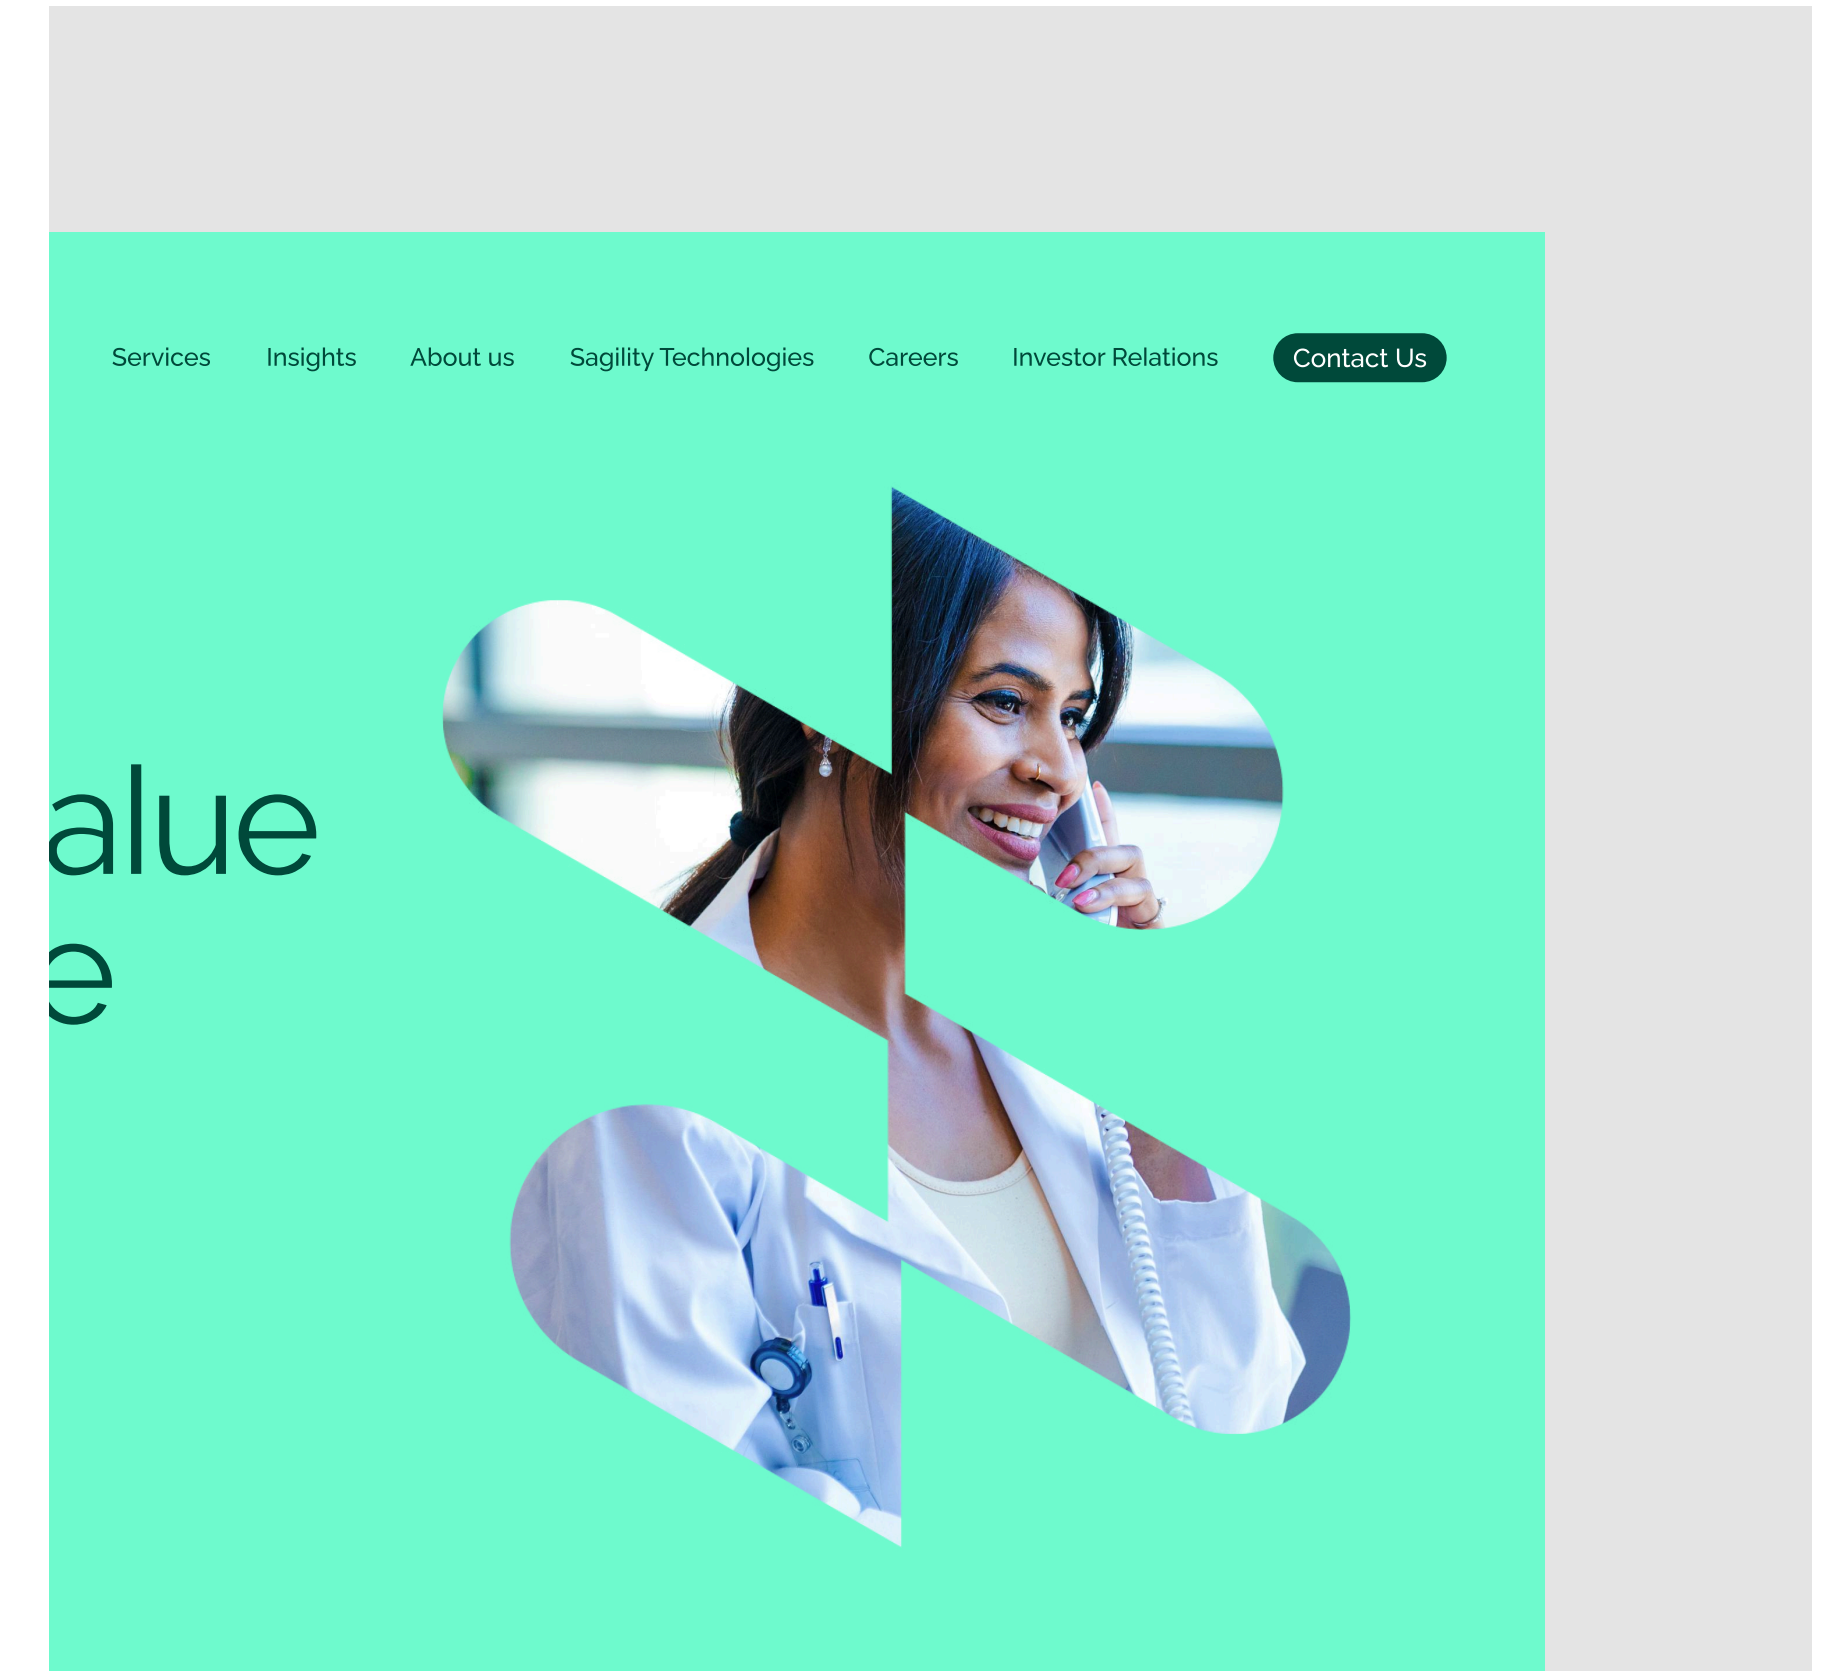 Services Insights About us Sagility Technologies Careers Investor Relations Contact Us
alue
e